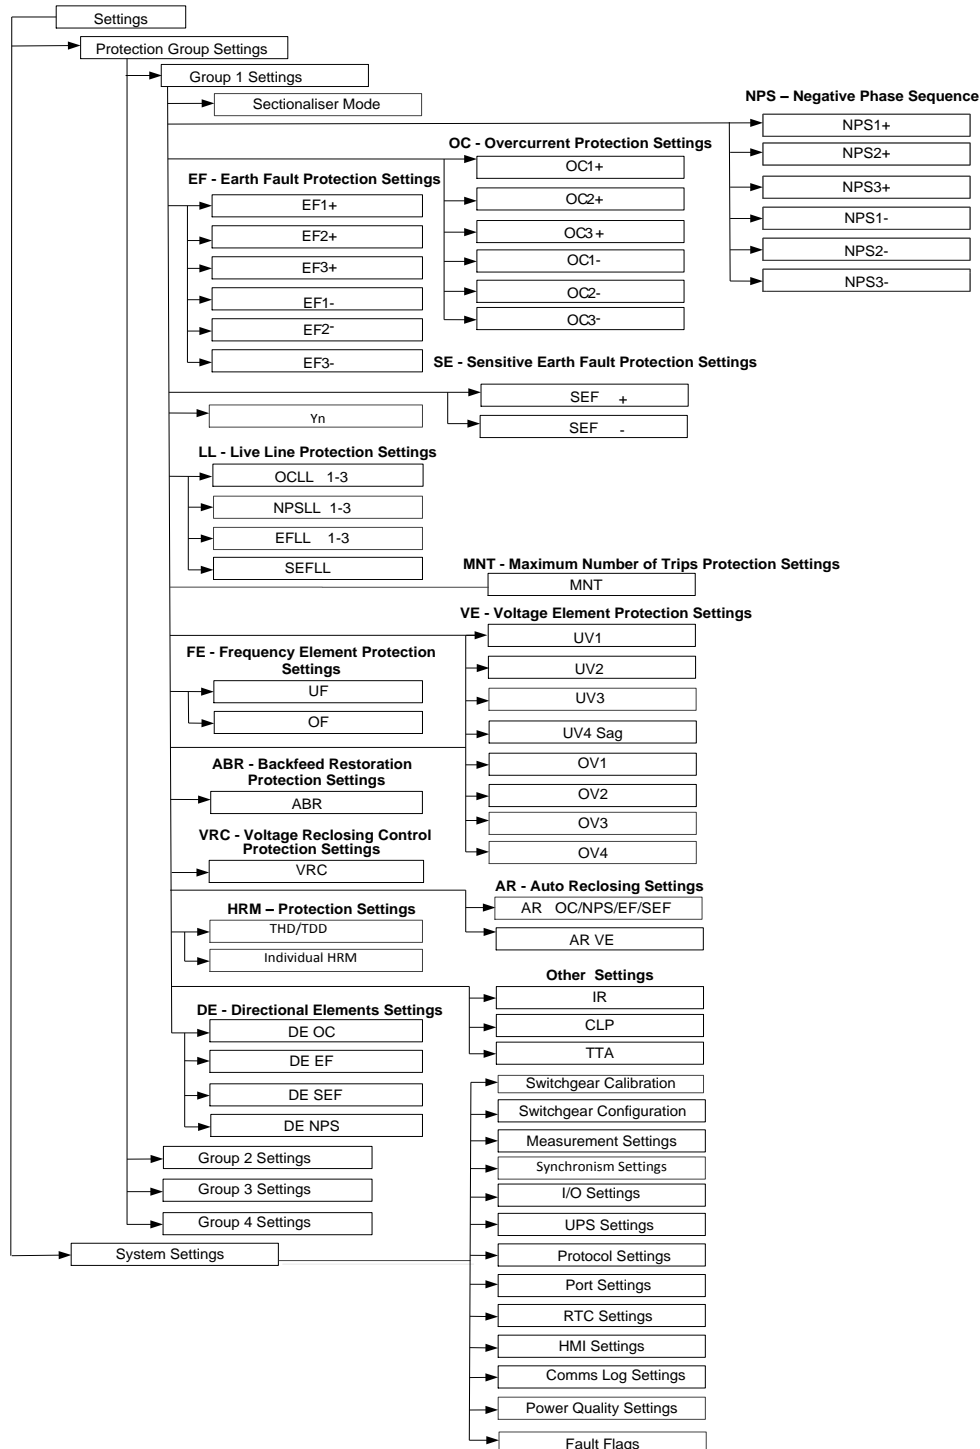 Settings
Protection Group Settings
Group 1 Settings
Sectionaliser Mode
NPS – Negative Phase Sequence
NPS1+
NPS2+
NPS3+
NPS1-
NPS2-
NPS3-
OC - Overcurrent Protection Settings
OC1+
OC2+
OC3 +
OC1-
OC2-
OC3-
EF - Earth Fault Protection Settings
EF1+
EF2+
EF3+
EF1-
EF2-
EF3-
SE - Sensitive Earth Fault Protection Settings
SEF +
SEF -
Yn
LL - Live Line Protection Settings
OCLL 1-3
NPSLL 1-3
EFLL 1-3
SEFLL
MNT - Maximum Number of Trips Protection Settings
MNT
VE - Voltage Element Protection Settings
UV1
UV2
UV3
UV4 Sag
OV1
OV2
OV3
OV4
FE - Frequency Element Protection
Settings
UF
OF
ABR - Backfeed Restoration
Protection Settings
ABR
VRC - Voltage Reclosing Control
Protection Settings
VRC
AR - Auto Reclosing Settings
AR OC/NPS/EF/SEF
AR VE
HRM – Protection Settings
THD/TDD
Individual HRM
Other Settings
IR
CLP
TTA
DE - Directional Elements Settings
DE OC
DE EF
DE SEF
DE NPS
Group 2 Settings
Group 3 Settings
Group 4 Settings
System Settings
Switchgear Calibration
Switchgear Configuration
Measurement Settings
Synchronism Settings
I/O Settings
UPS Settings
Protocol Settings
Port Settings
RTC Settings
HMI Settings
Comms Log Settings
Power Quality Settings
Fault Flags